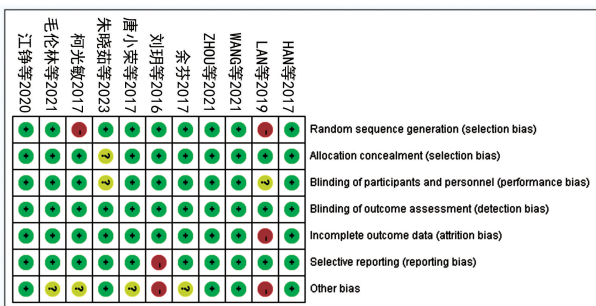 江铮等2020
毛伦林等2021
柯光敏2017
朱晓茹等2023
唐小荣等2017
刘玥等2016
余芬2017
ZHOU等2021
WANG等2021
LAN等2019
HAN等2017
+ + - + + + + + + - + Random sequence generation (selection bias)
+ + + ? + + + + + + + Allocation concealment (selection bias)
+ + + ? + + + + + ? + Blinding of participants and personnel (performance bias)
+ + + + + + + + + + + Blinding of outcome assessment (detection bias)
+ + + + + + + + + - + Incomplete outcome data (attrition bias)
+ + + + + - + + + + + Selective reporting (reporting bias)
+ ? ? + ? - ? + + - + Other bias